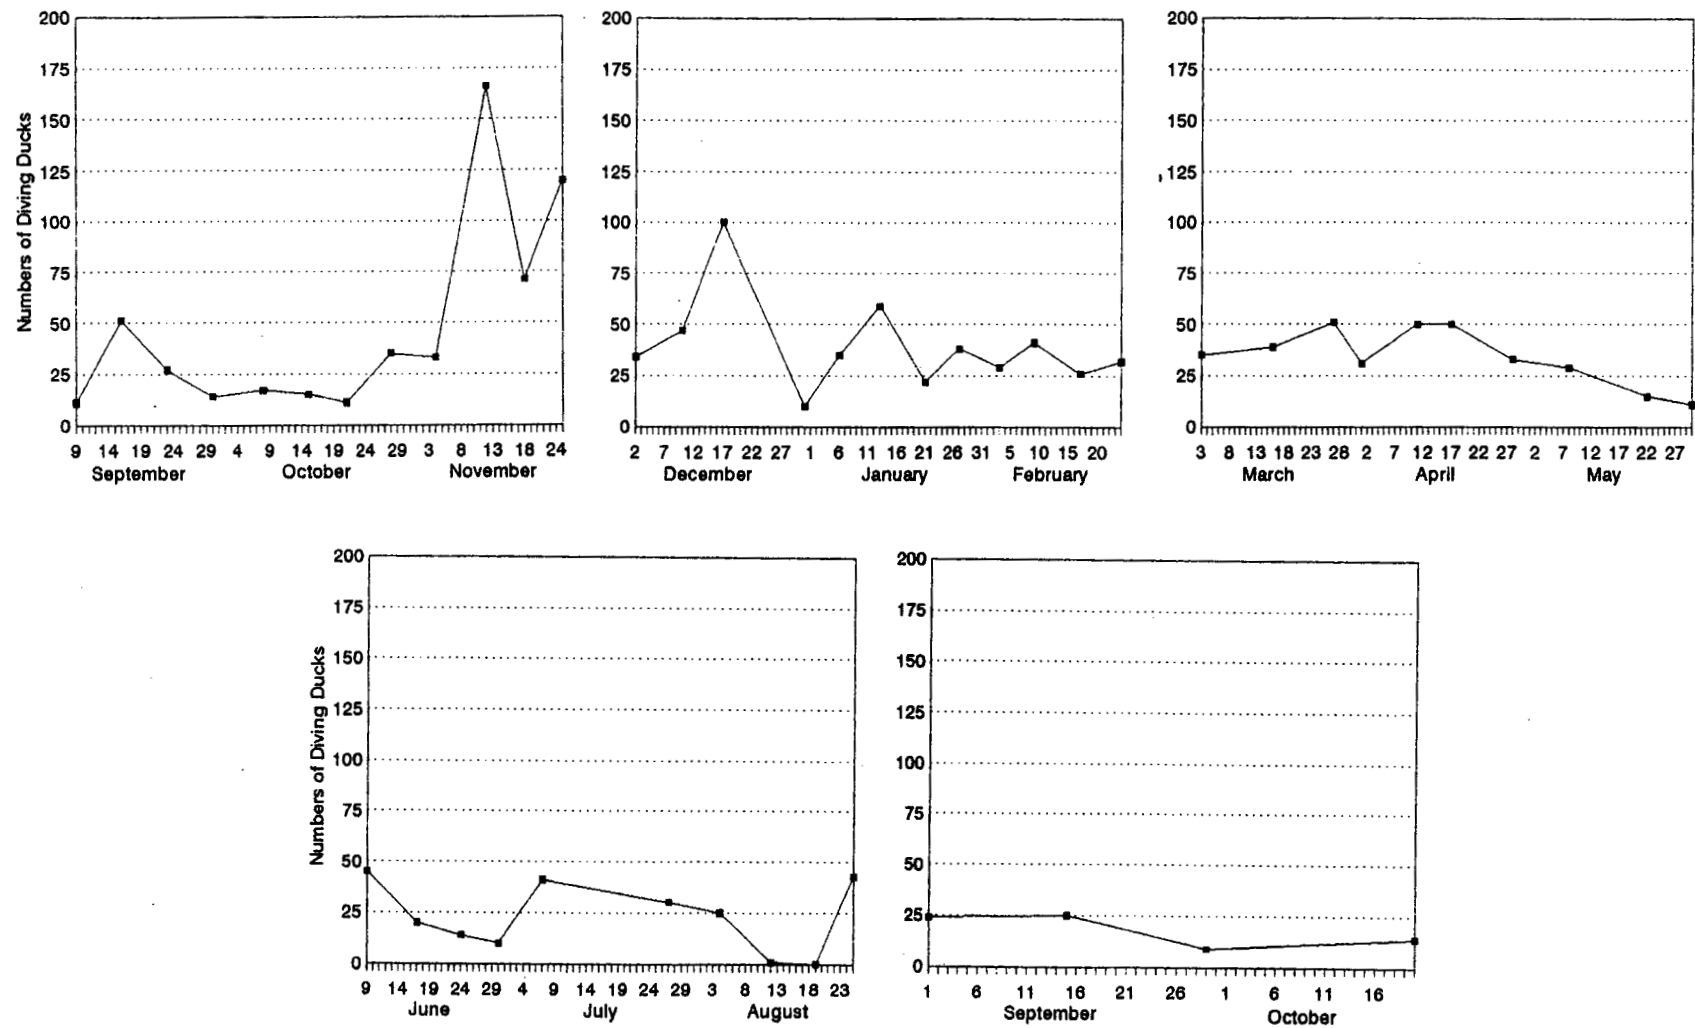 200 200 200
175 175 175
150 150 150
125 125 125
100 100 100
75 75 75
50 50 50
25 25 25
0 0 0
Numbers of Diving Ducks
9 14 19 24 29 4 9 14 19 24 29 3 8 13 18 24
September October November
2 7 12 17 22 27 1 6 11 16 21 26 31 5 10 15 20
December January February
3 8 13 18 23 28 2 7 12 17 22 27 2 7 12 17 22 27
March April May
200 200
175 175
150 150
125 125
100 100
75 75
50 50
25 25
0 0
Numbers of Diving Ducks
9 14 19 24 29 4 9 14 19 24 29 3 8 13 18 23
June July August
1 6 11 16 21 26 1 6 11 16
September October